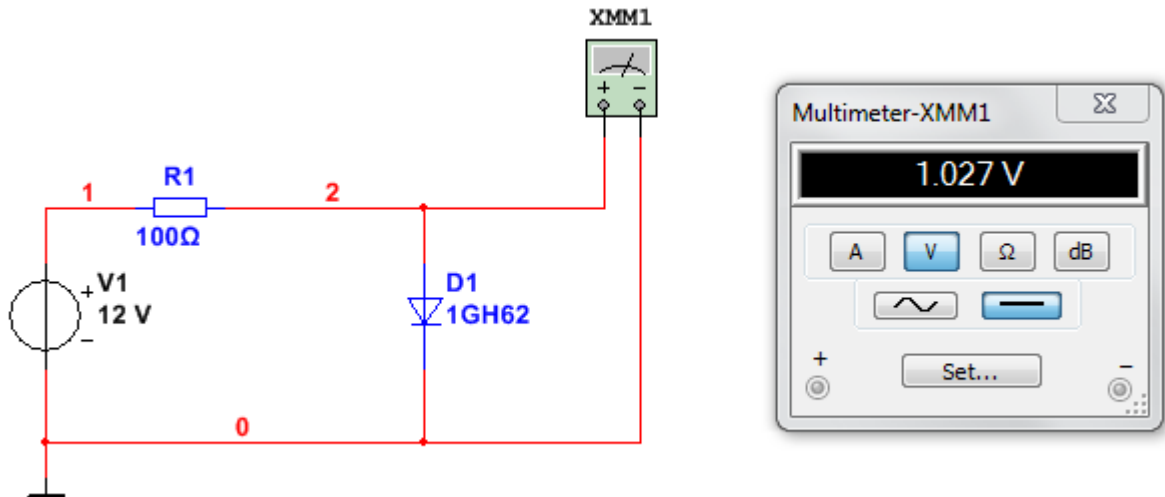 XMM1
+ −
1
R1
100Ω
2
+
V1
12 V
−
D1
1GH62
0
Multimeter-XMM1
1.027 V
A V Ω dB
+ −
Set...